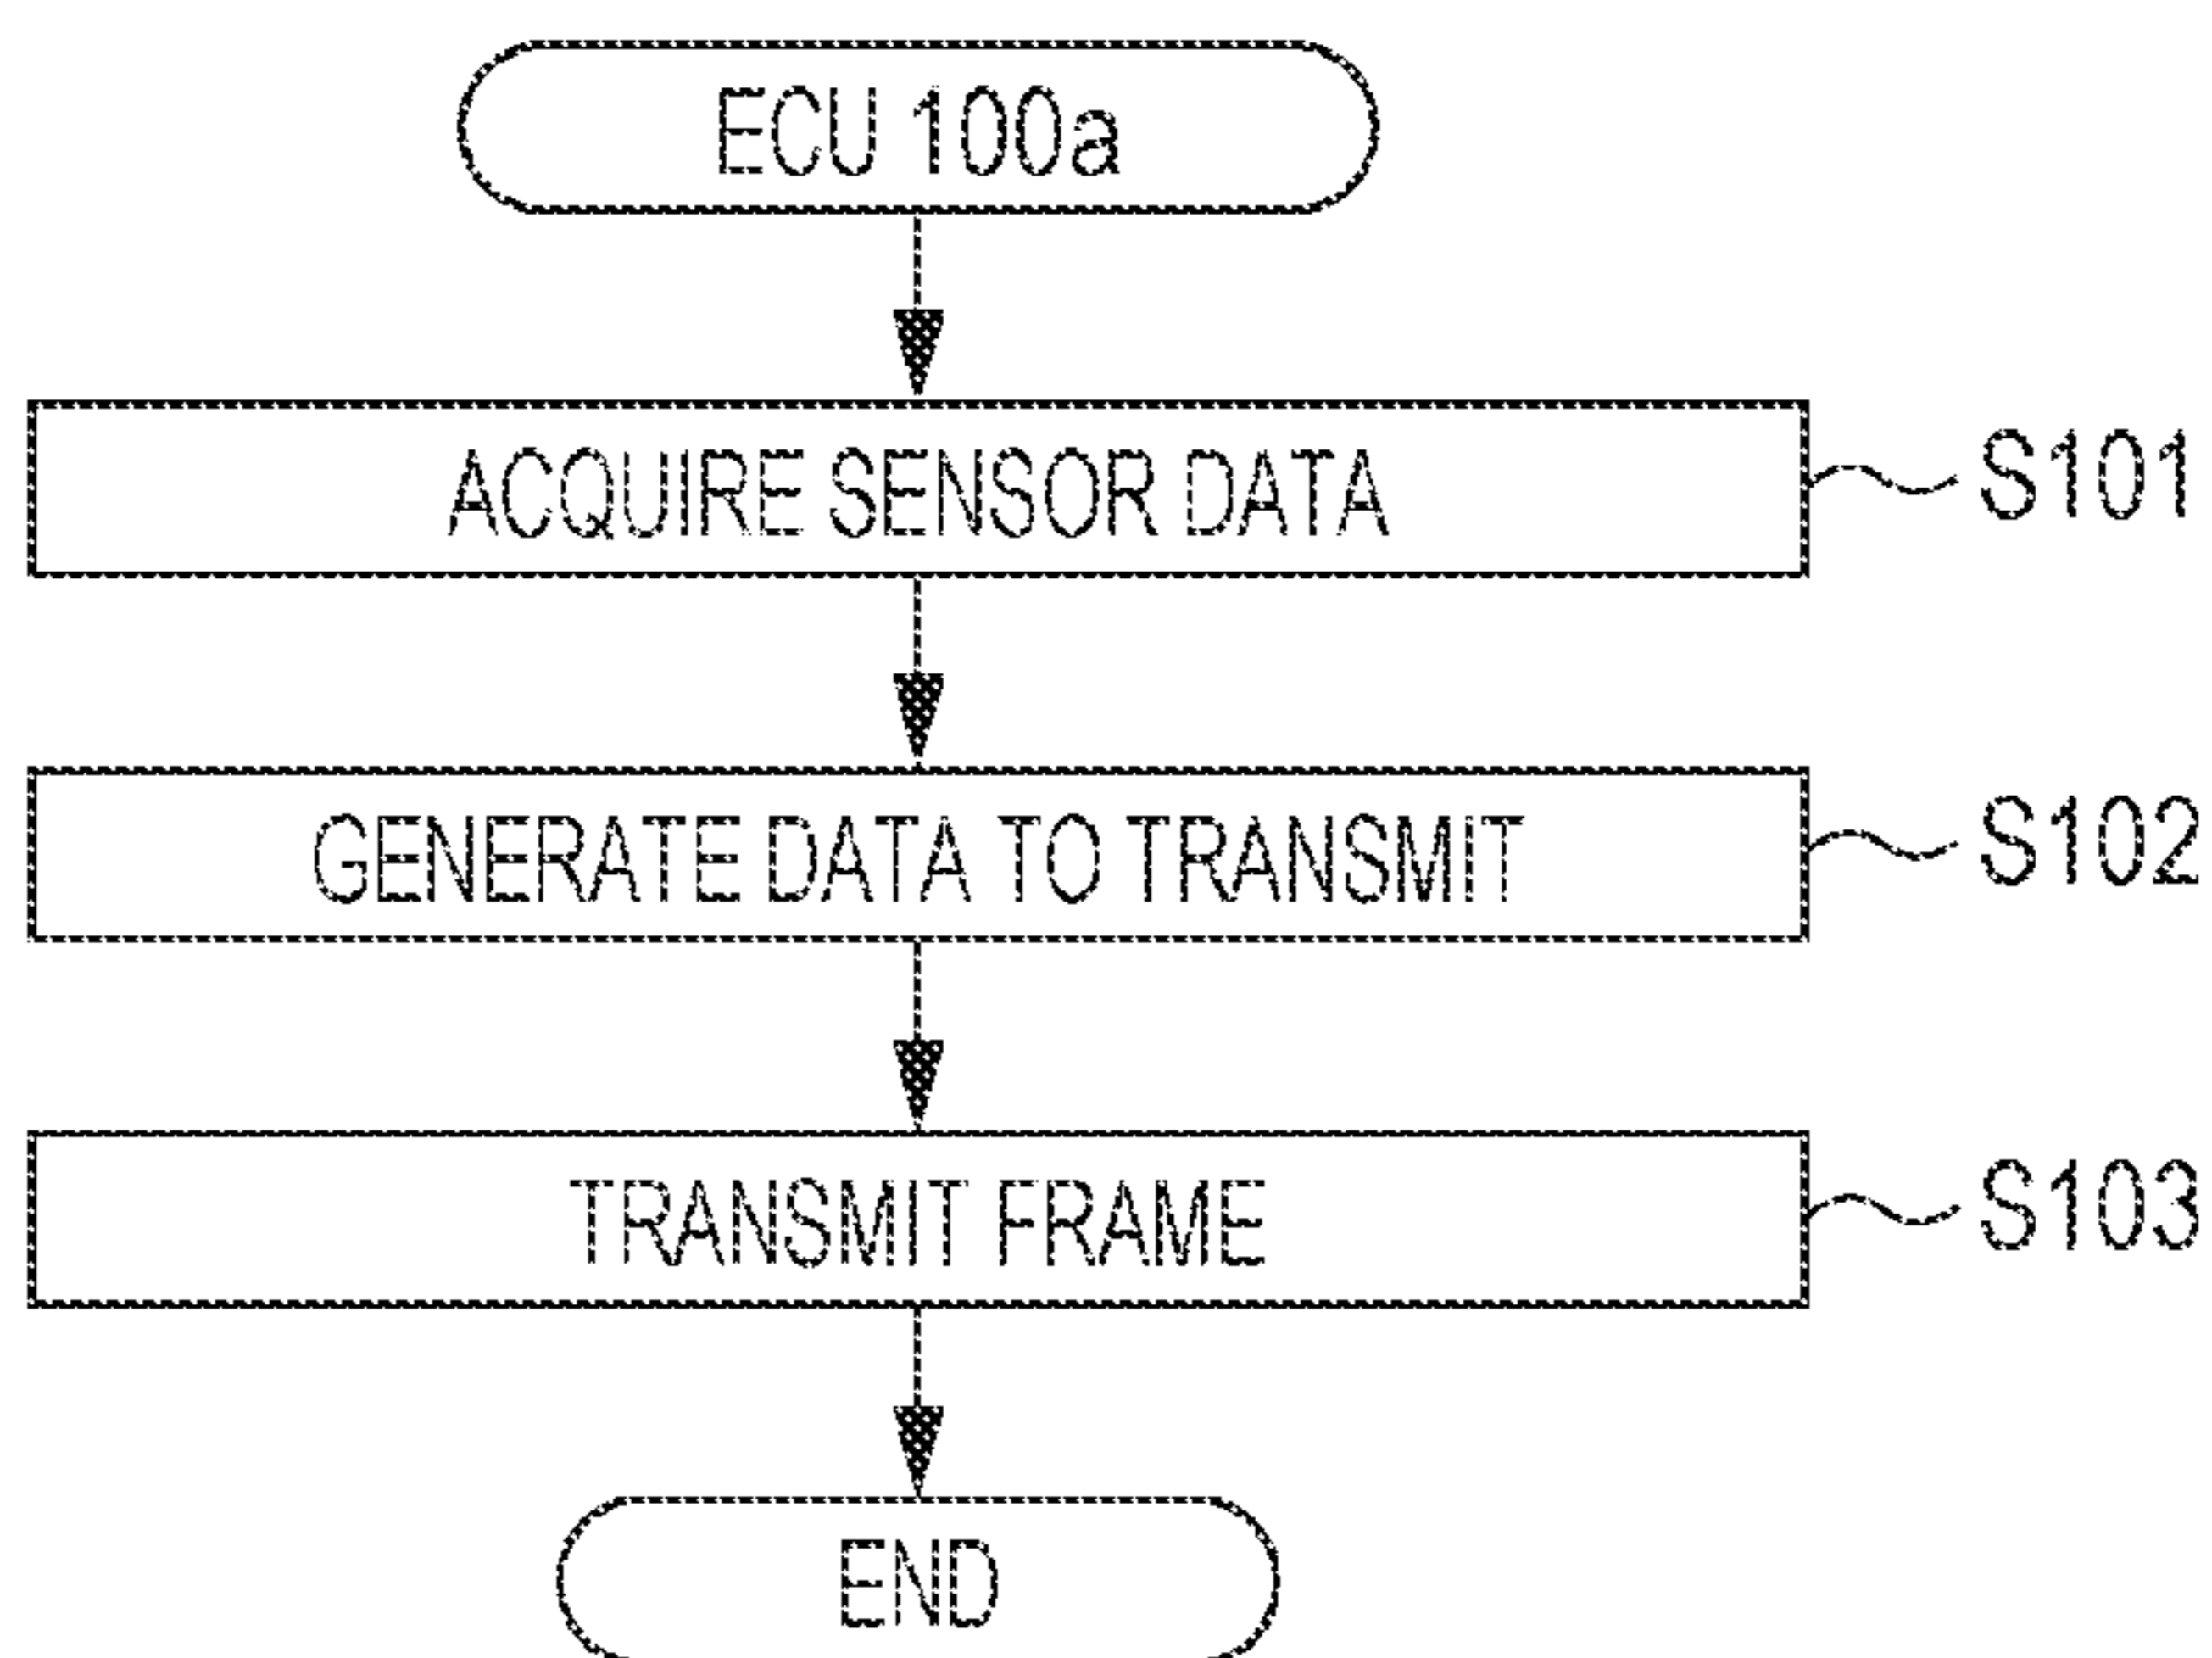 ECU 100a
ACQUIRE SENSOR DATA
S101
GENERATE DATA TO TRANSMIT
S102
TRANSMIT FRAME
S103
END